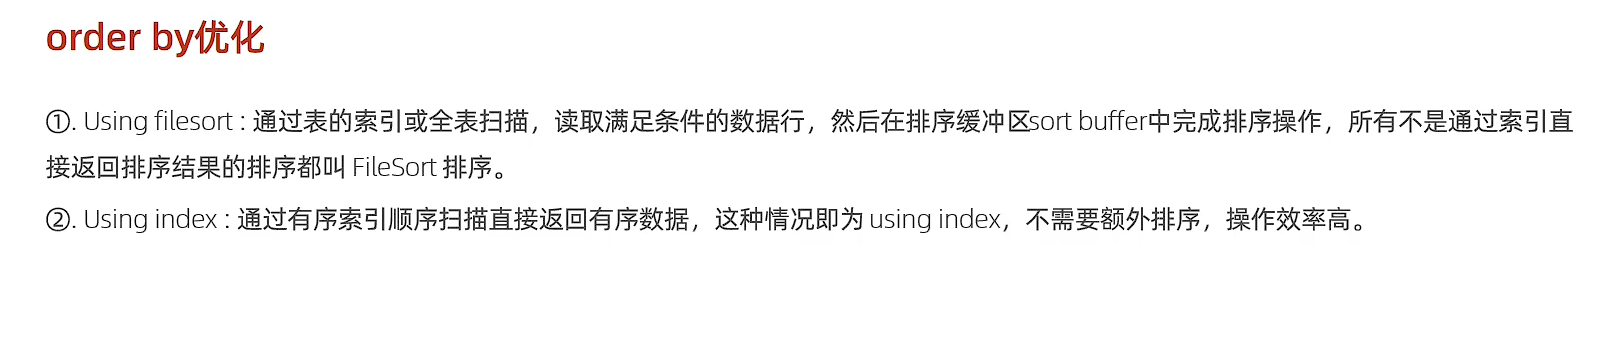 order by优化
①. Using filesort : 通过表的索引或全表扫描，读取满足条件的数据行，然后在排序缓冲区sort buffer中完成排序操作，所有不是通过索引直
接返回排序结果的排序都叫 FileSort 排序。
②. Using index : 通过有序索引顺序扫描直接返回有序数据，这种情况即为 using index，不需要额外排序，操作效率高。